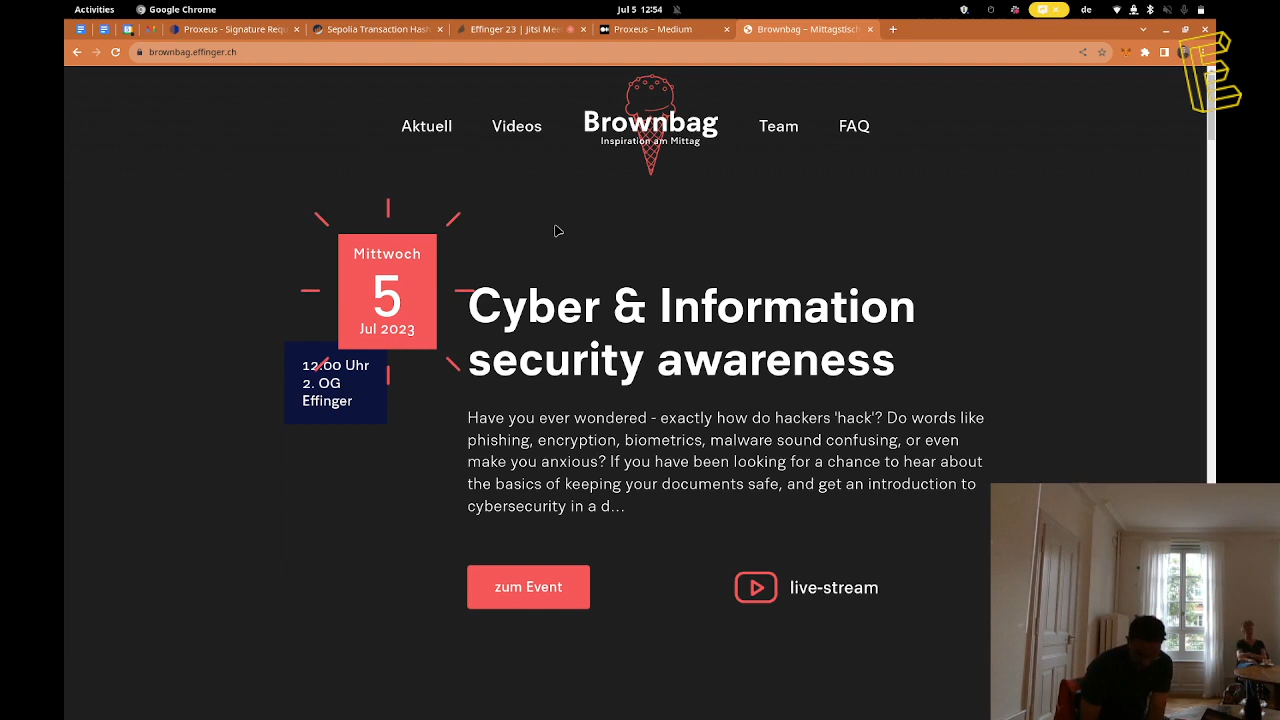 Activities
Google Chrome
Jul 5 12:54
de
Proxeus - Signature Requ
Sepolia Transaction Hash
Effinger 23 | Jitsi Mee
Proxeus – Medium
Brownbag – Mittagstisch
brownbag.effinger.ch
Aktuell
Videos
Brownbag
Inspiration am Mittag
Team
FAQ
Mittwoch
5
Jul 2023
12:00 Uhr
2. OG
Effinger
Cyber & Information
security awareness
Have you ever wondered - exactly how do hackers 'hack'? Do words like
phishing, encryption, biometrics, malware sound confusing, or even
make you anxious? If you have been looking for a chance to hear about
the basics of keeping your documents safe, and get an introduction to
cybersecurity in a d...
zum Event
live-stream
E